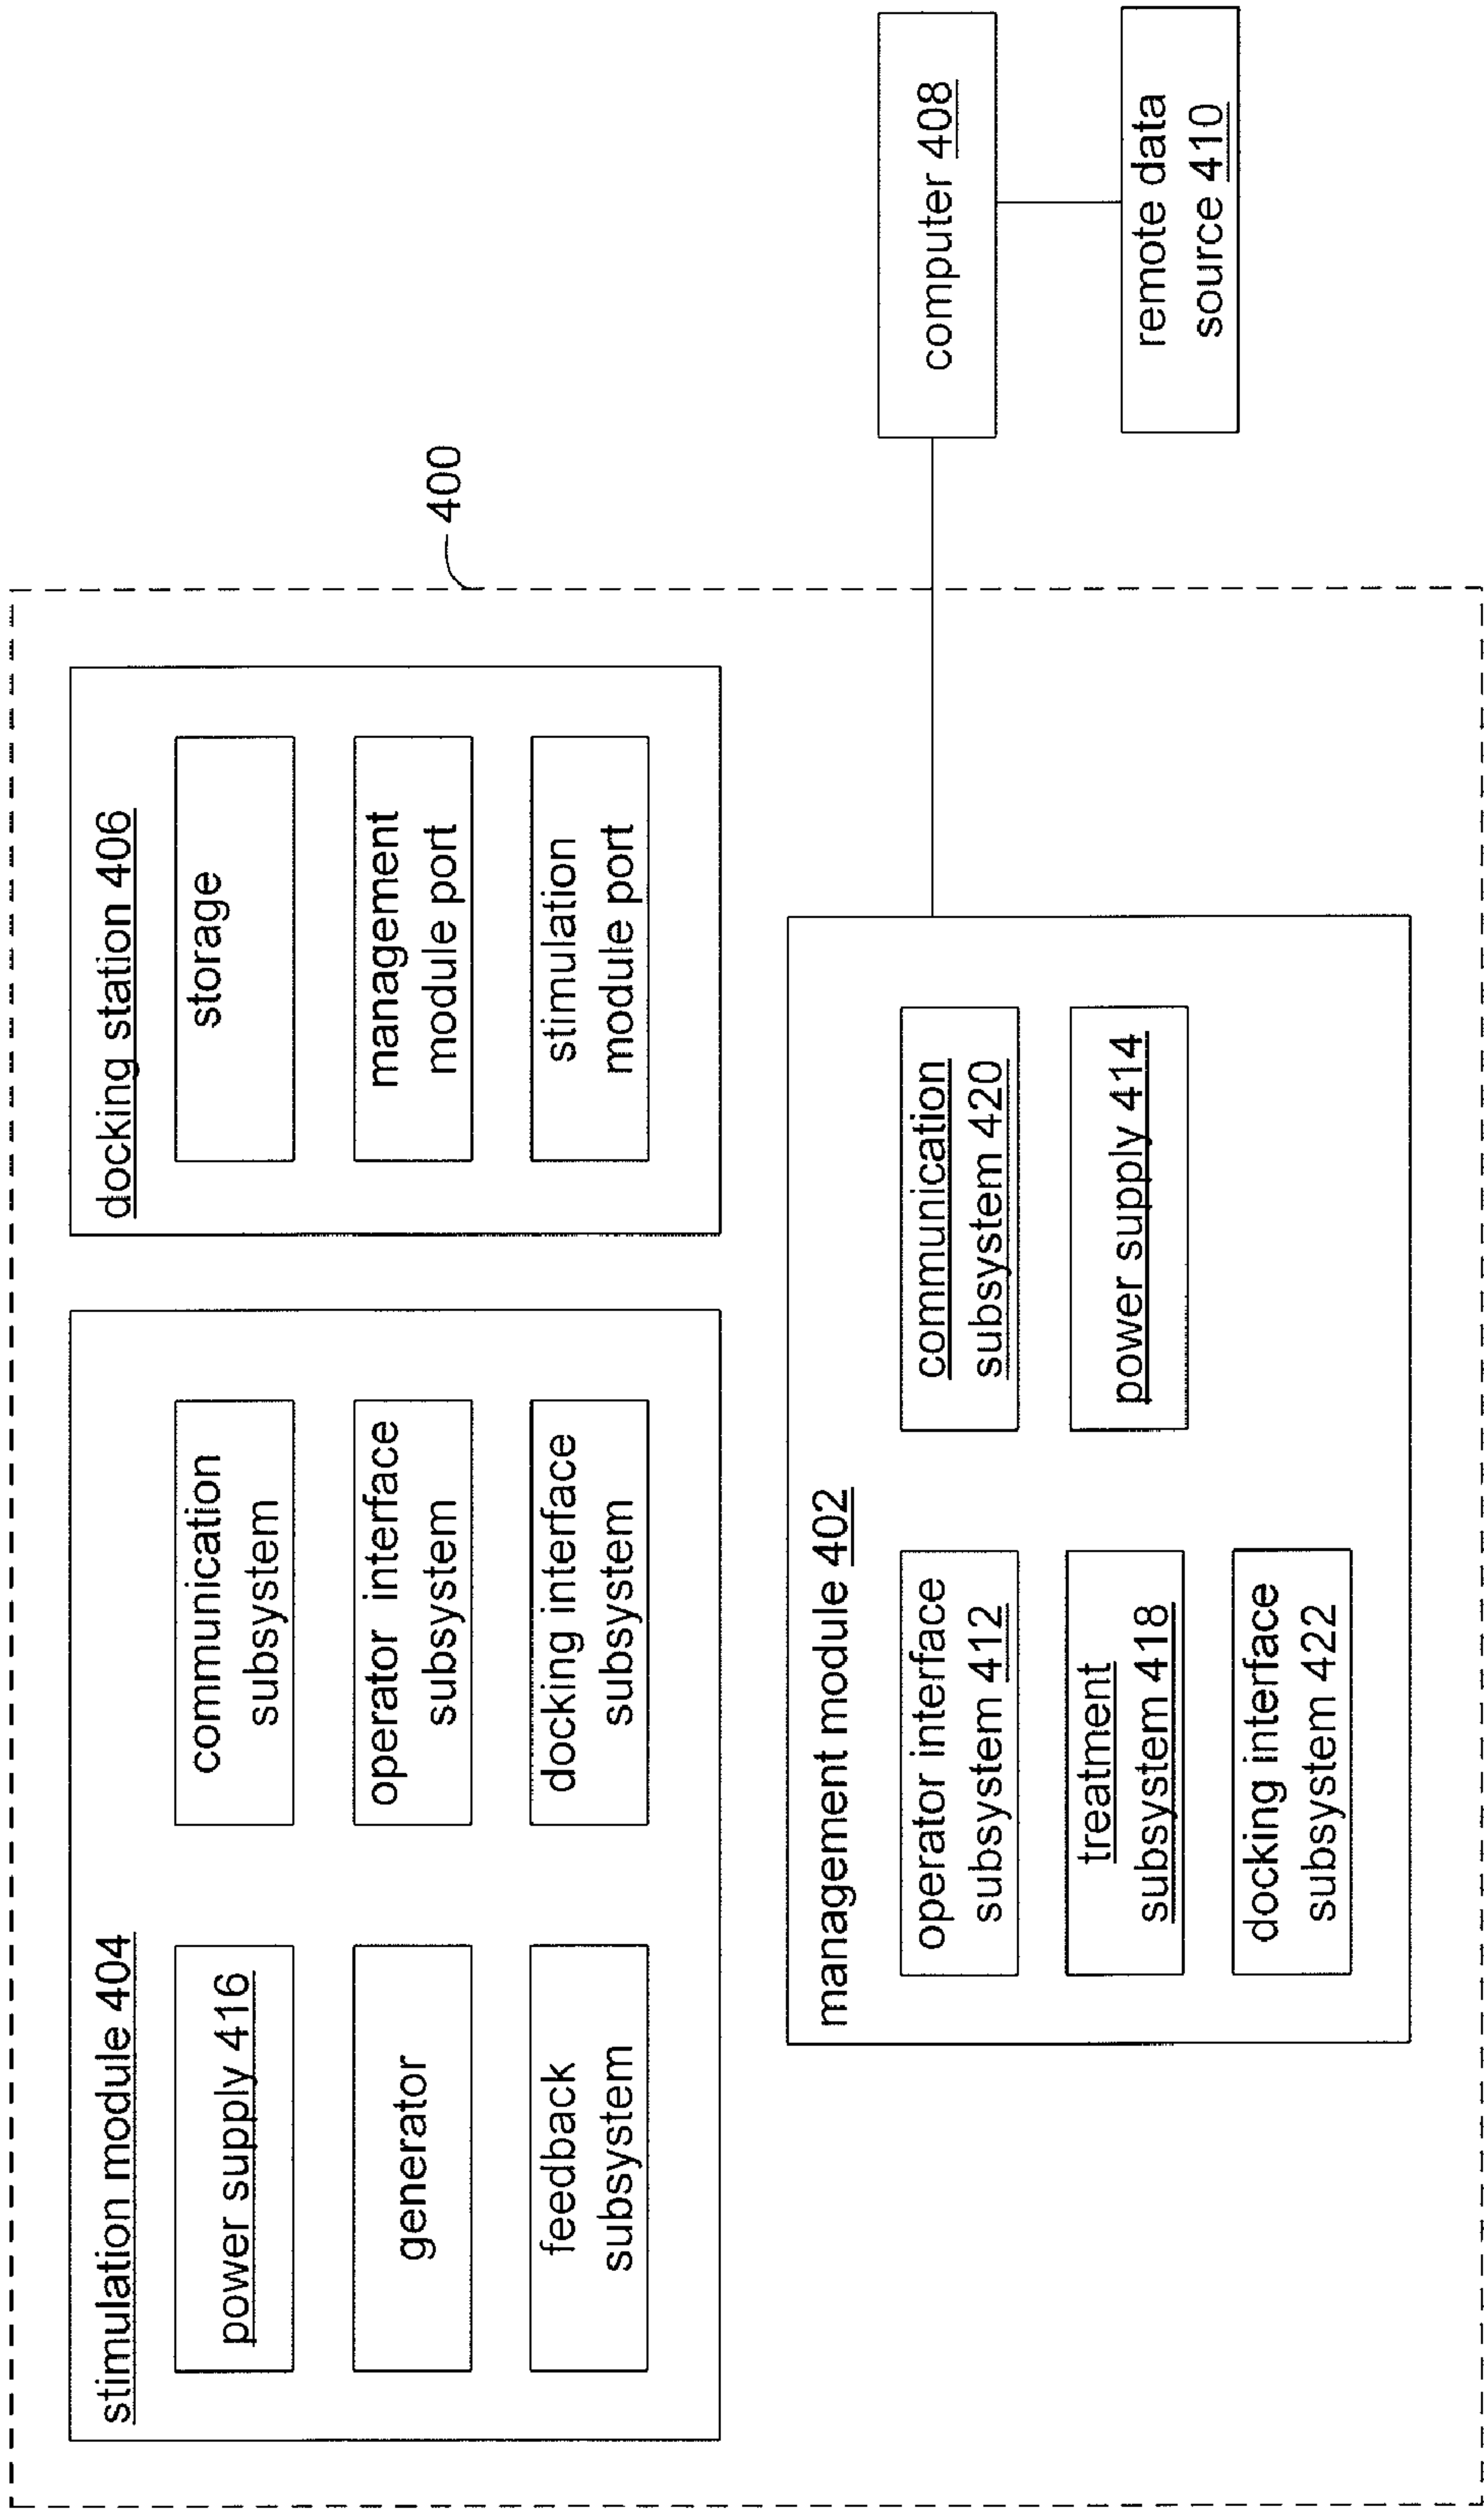 stimulation module 404
power supply 416
generator
feedback
subsystem
communication
subsystem
operator interface
subsystem
docking interface
subsystem
docking station 406
storage
management
module port
stimulation
module port
400
management module 402
operator interface
subsystem 412
treatment
subsystem 418
docking interface
subsystem 422
communication
subsystem 420
power supply 414
computer 408
remote data
source 410